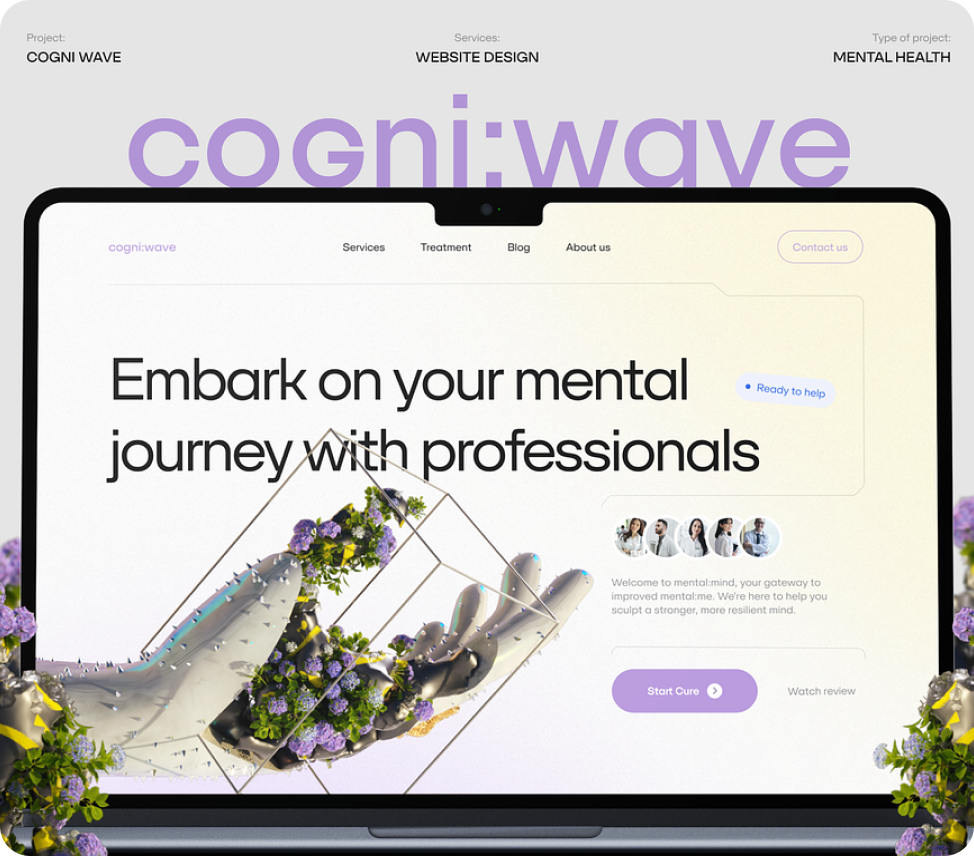 Project:
COGNI WAVE
Services:
WEBSITE DESIGN
Type of project:
MENTAL HEALTH
cogni:wave
cogni:wave
Services
Treatment
Blog
About us
Contact us
Embark on your mental
journey with professionals
Ready to help
Welcome to mental:mind, your gateway to
improved mental:me. We're here to help you
sculpt a stronger, more resilient mind.
Start Cure
Watch review